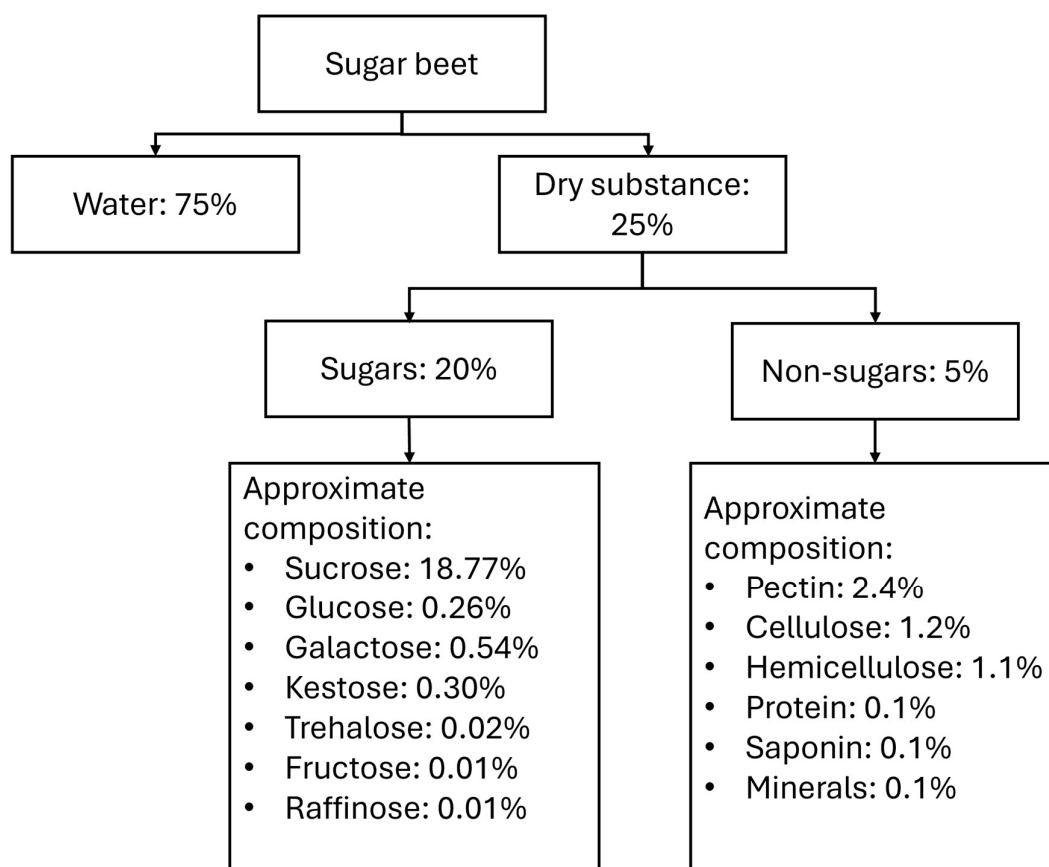 Sugar beet
Water: 75%
Dry substance:
25%
Sugars: 20%
Non-sugars: 5%
Approximate
composition:
• Sucrose: 18.77%
• Glucose: 0.26%
• Galactose: 0.54%
• Kestose: 0.30%
• Trehalose: 0.02%
• Fructose: 0.01%
• Raffinose: 0.01%
Approximate
composition:
• Pectin: 2.4%
• Cellulose: 1.2%
• Hemicellulose: 1.1%
• Protein: 0.1%
• Saponin: 0.1%
• Minerals: 0.1%